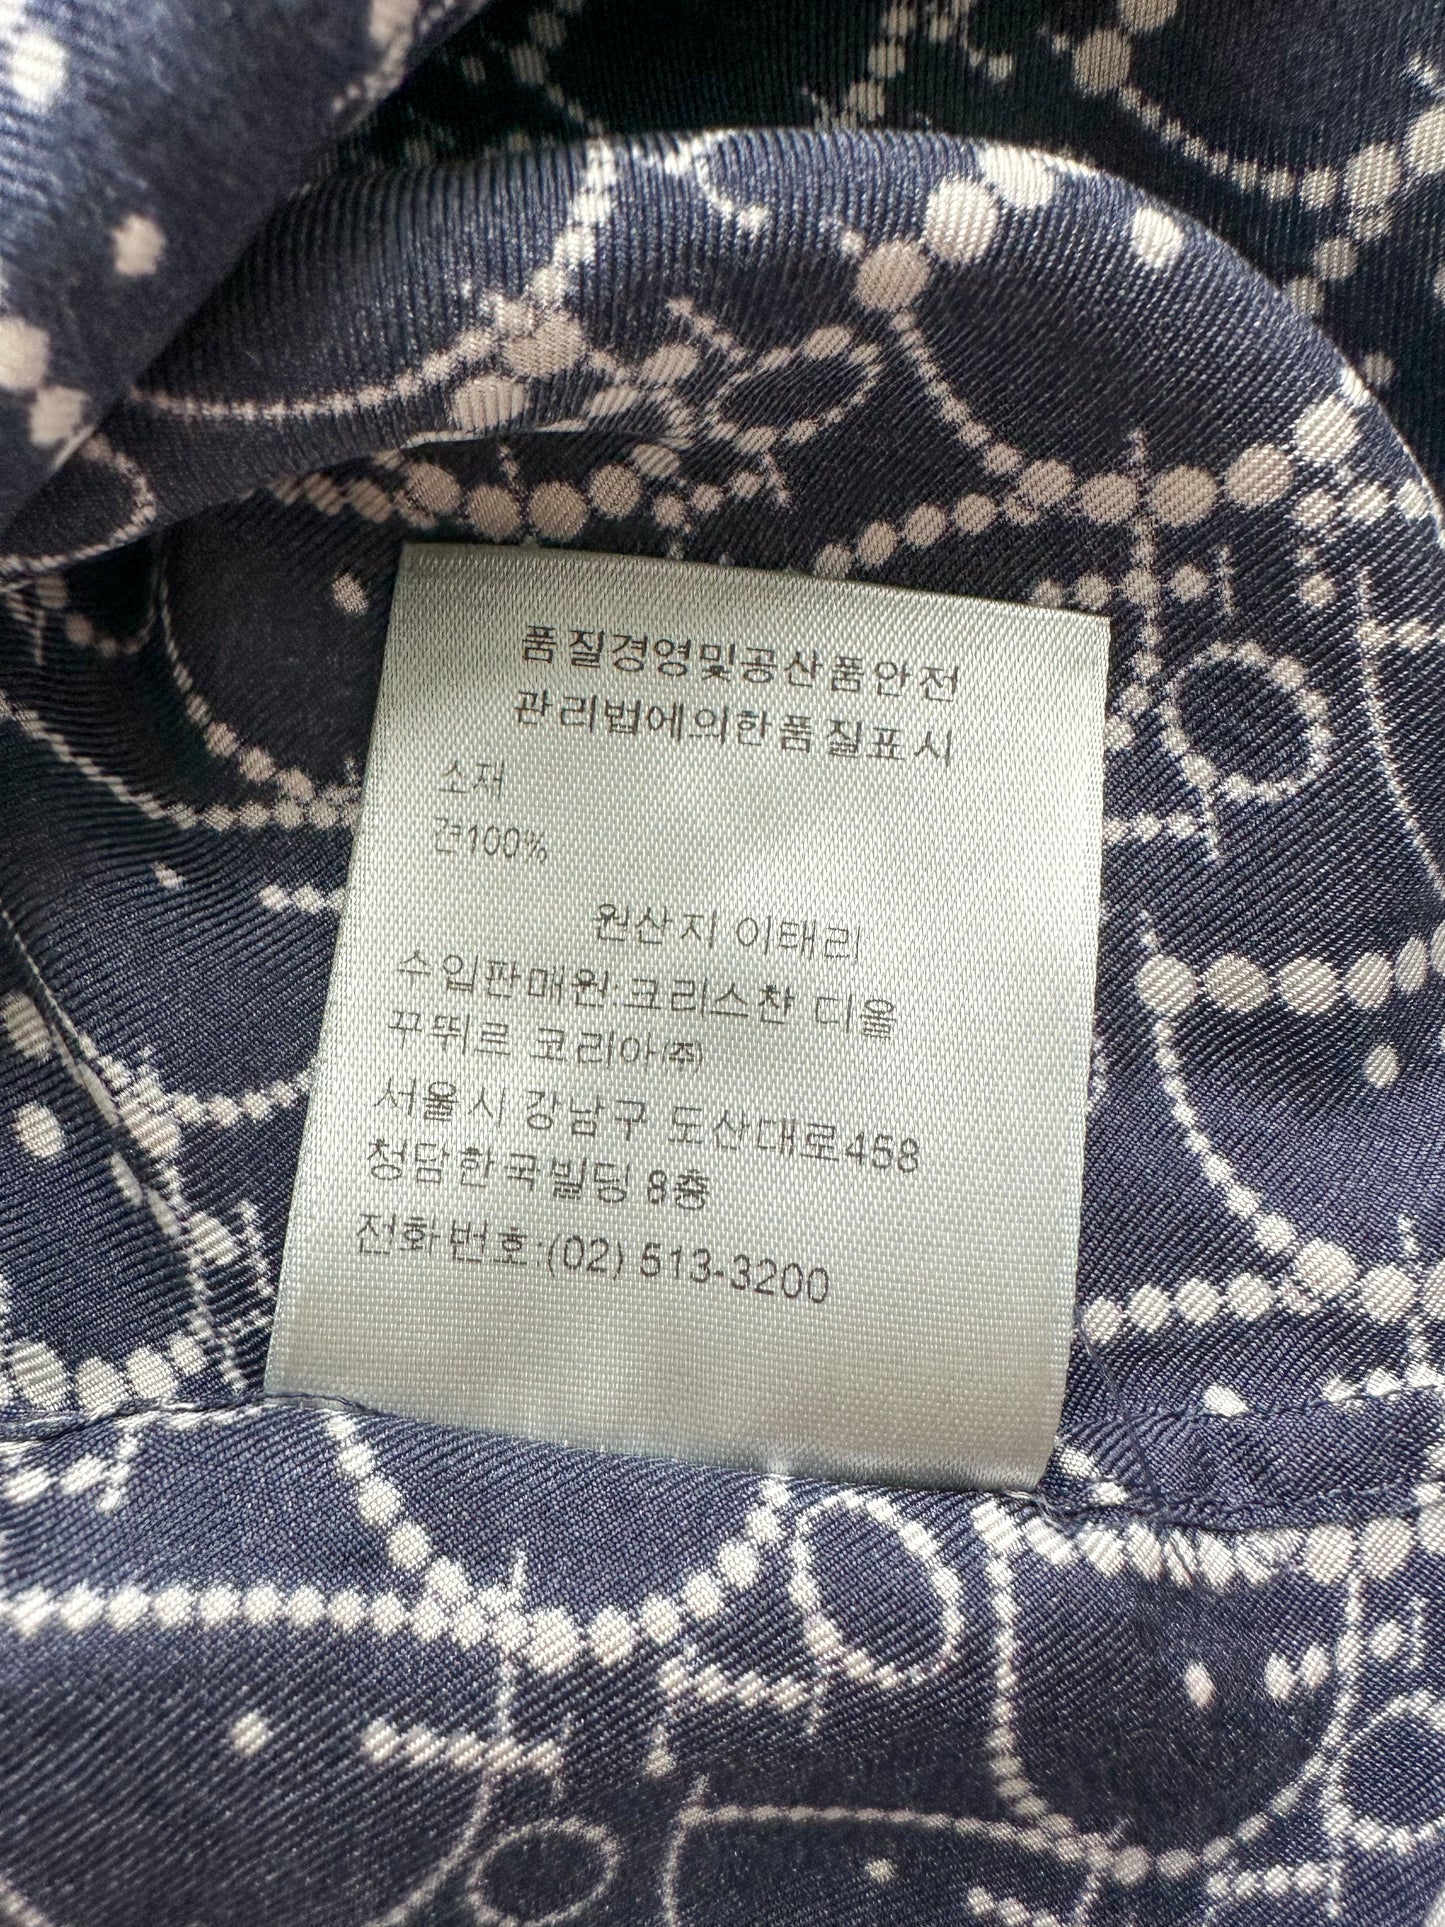 품질경영및공산품안전
관리법에의한품질표시
소재
견100%
원산지 이태리
수입판매원:크리스챤 디올
꾸뛰르 코리아(주)
서울시 강남구 도산대로458
청담한국빌딩 8층
전화번호:(02) 513-3200